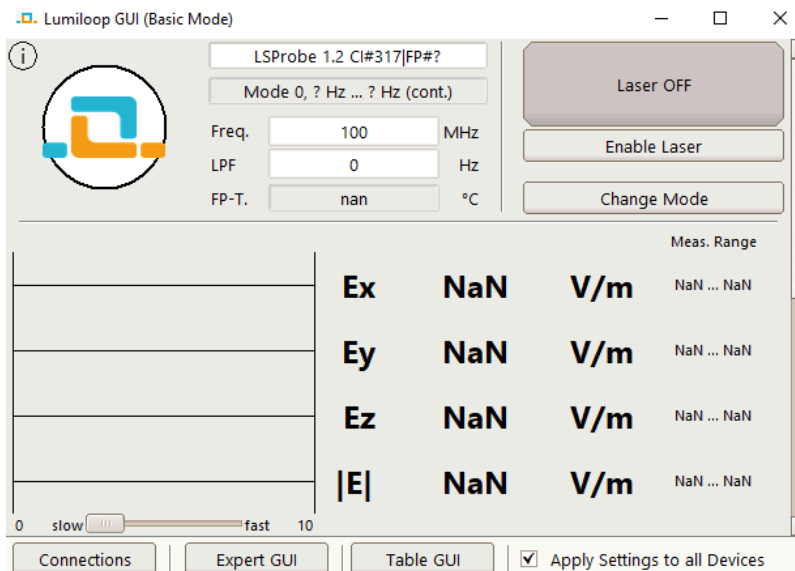 Lumiloop GUI (Basic Mode)
i
LSProbe 1.2 CI#317|FP#?
Mode 0, ? Hz ... ? Hz (cont.)
Freq. 100 MHz
LPF 0 Hz
FP-T. nan °C
Laser OFF
Enable Laser
Change Mode
Meas. Range
Ex NaN V/m NaN ... NaN
Ey NaN V/m NaN ... NaN
Ez NaN V/m NaN ... NaN
|E| NaN V/m NaN ... NaN
0 slow fast 10
Connections Expert GUI Table GUI Apply Settings to all Devices